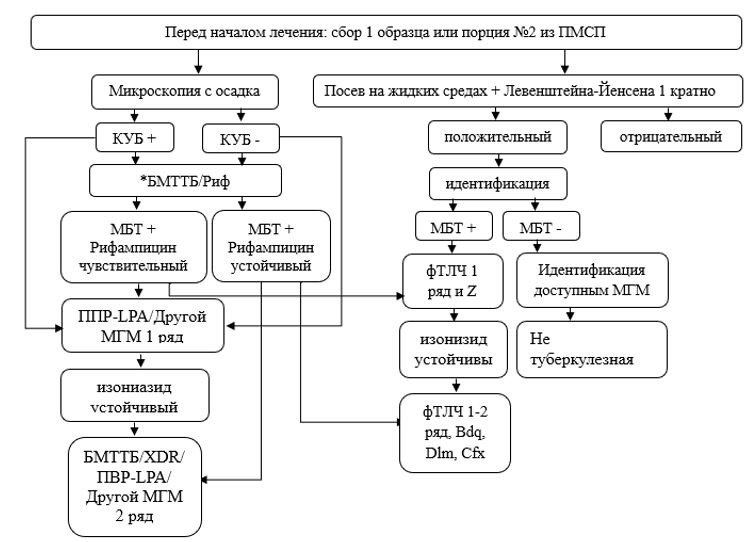 Перед началом лечения: сбор 1 образца или порция №2 из ПМСП
Микроскопия с осадка
Посев на жидких средах + Левенштейна-Йенсена 1 кратно
КУБ +
КУБ -
положительный
отрицательный
*БМТТБ/Риф
идентификация
МБТ +
Рифампицин
чувствительный
МБТ +
Рифампицин
устойчивый
МБТ +
МБТ -
фТЛЧ 1
ряд и Z
Идентификация
доступным МГМ
ППР-LPA/Другой
МГМ 1 ряд
изонизид
устойчивы
Не
туберкулезная
изониазид
устойчивый
фТЛЧ 1-2
ряд, Bdq,
Dlm, Cfx
БМТТБ/XDR/
ПВР-LPA/
Другой МГМ
2 ряд